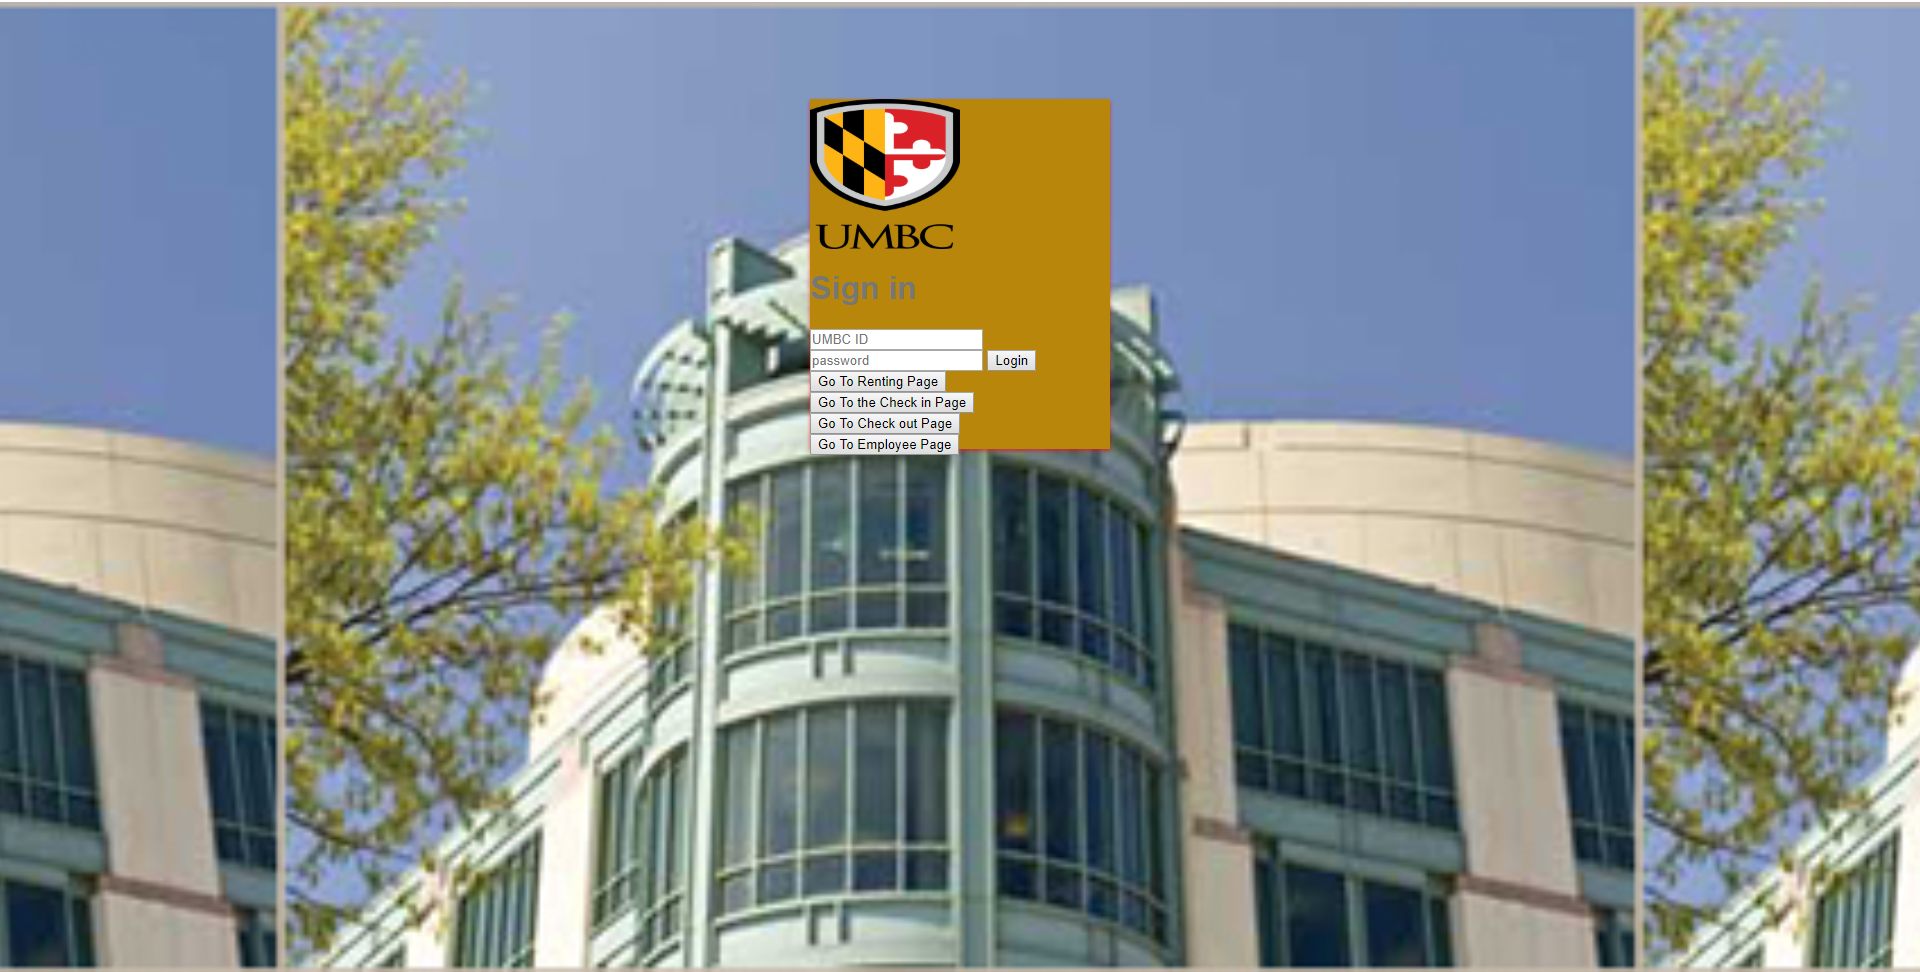 UMBC
Sign in
UMBC ID
password Login
Go To Renting Page
Go To the Check in Page
Go To Check out Page
Go To Employee Page